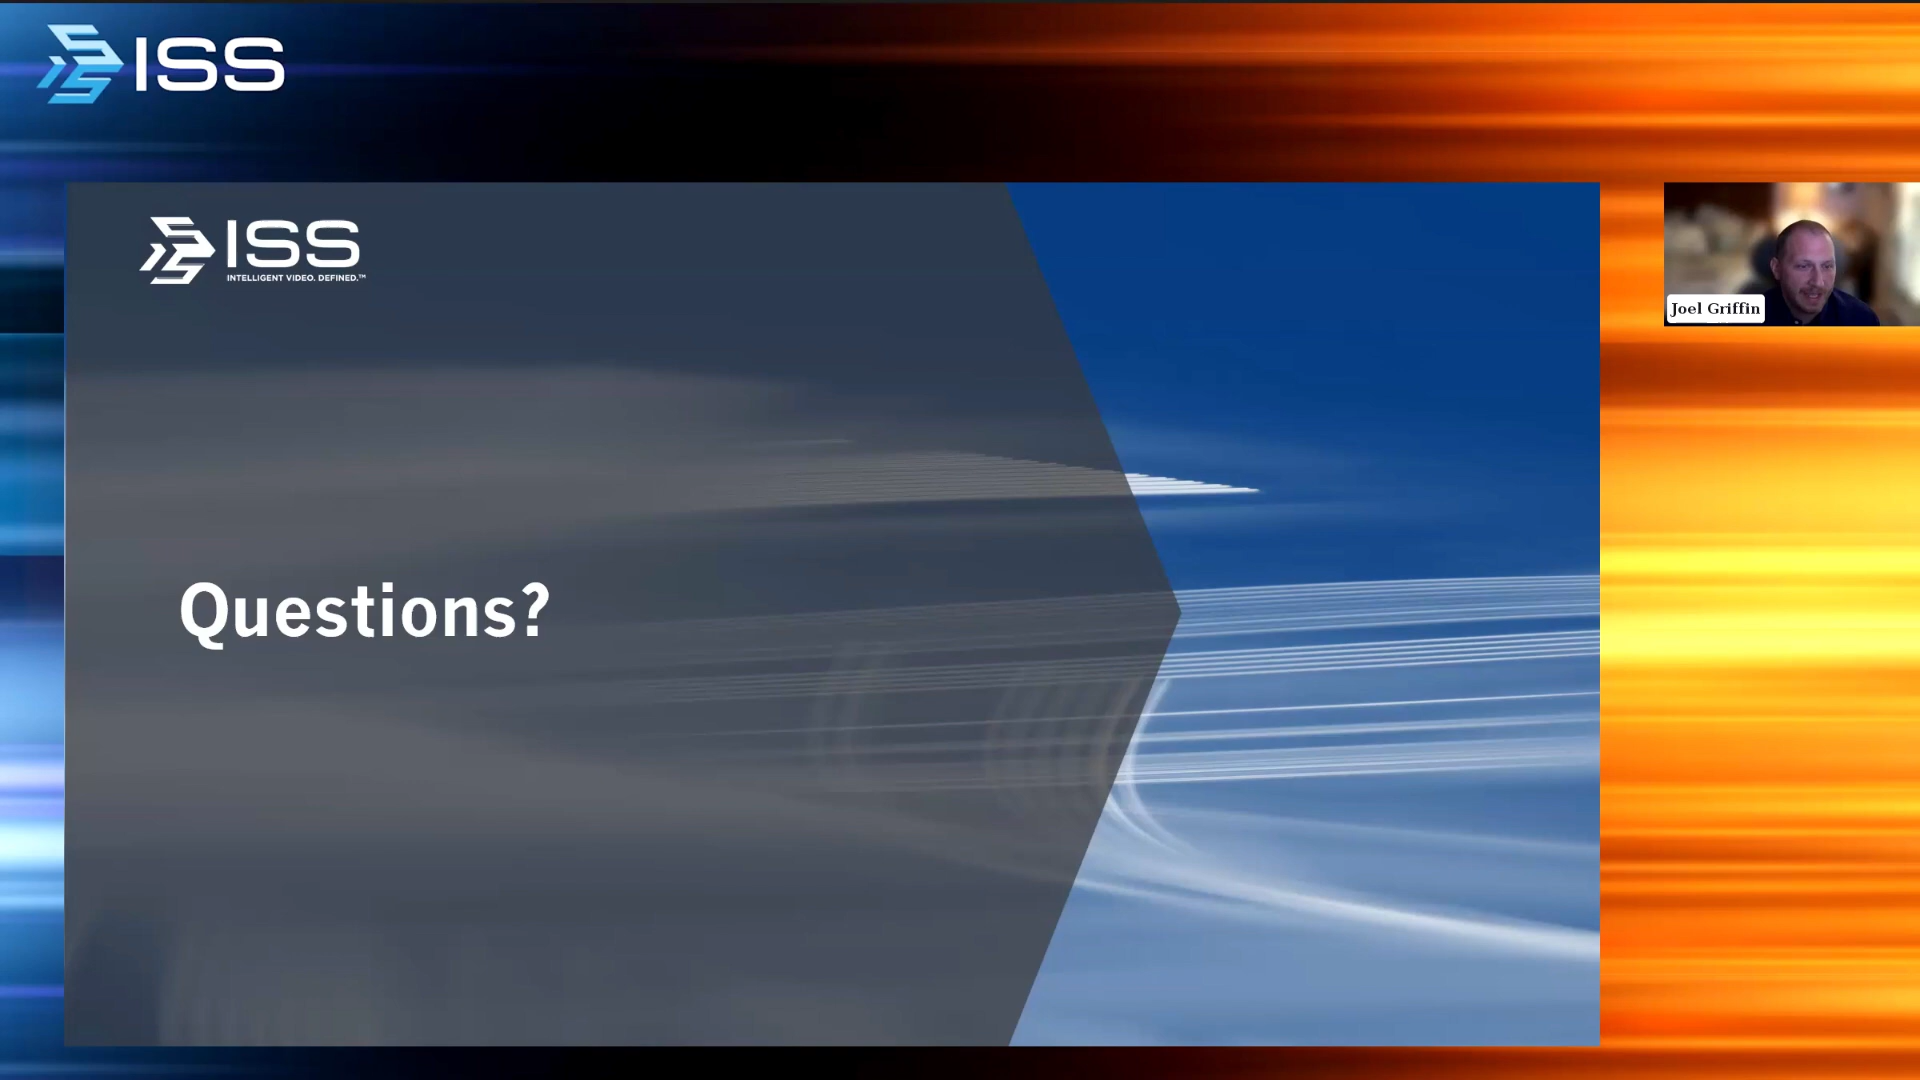 ISS
ISS
INTELLIGENT VIDEO. DEFINED.™
Joel Griffin
Questions?